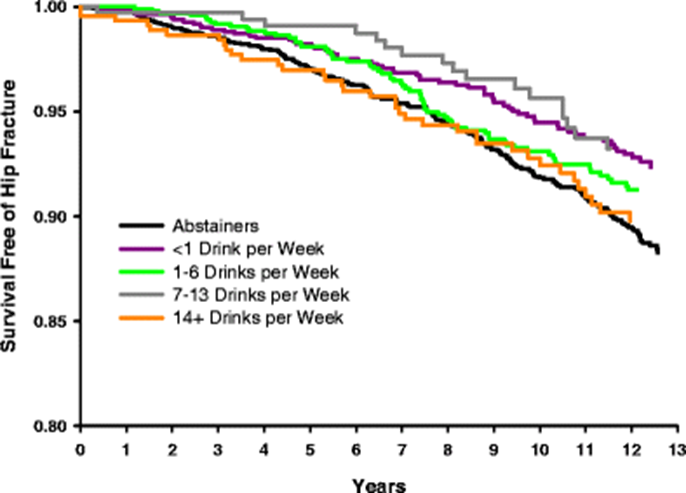 Survival Free of Hip Fracture
1.00
0.95
0.90
0.85
0.80
Abstainers
<1 Drink per Week
1-6 Drinks per Week
7-13 Drinks per Week
14+ Drinks per Week
0 1 2 3 4 5 6 7 8 9 10 11 12 13
Years